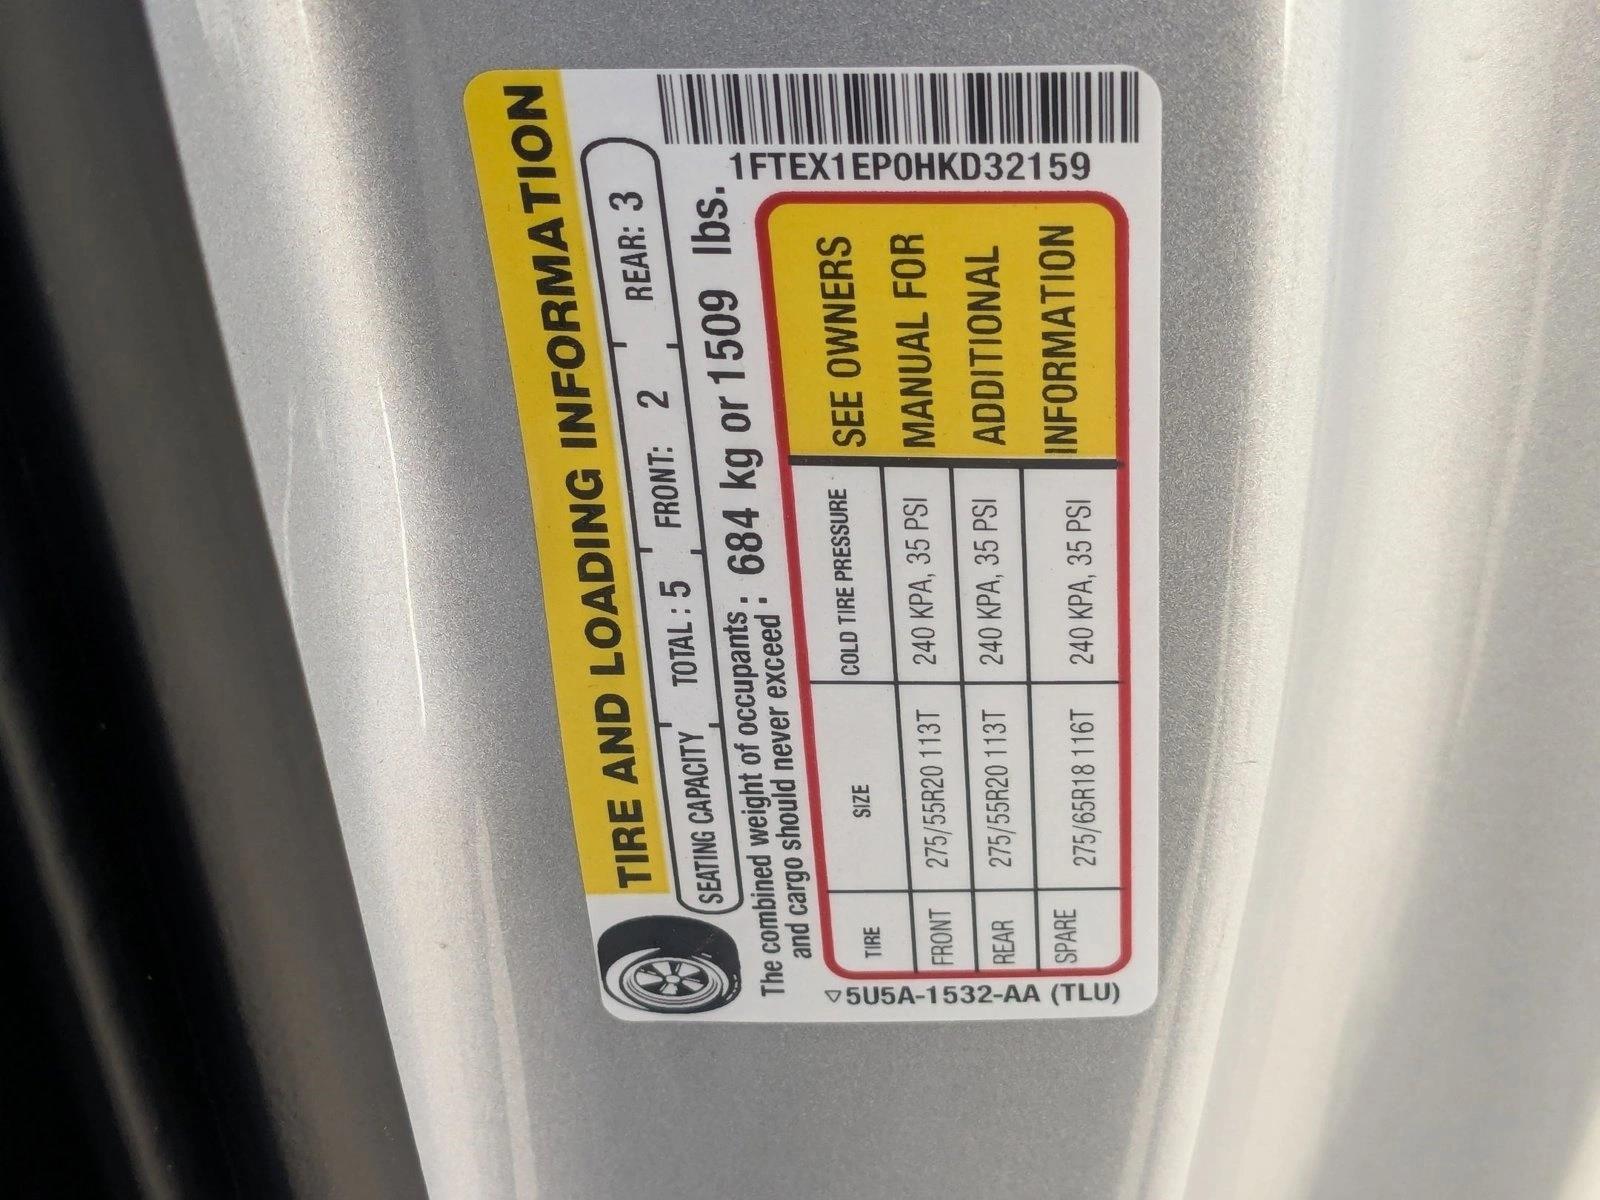 TIRE AND LOADING INFORMATION
SEATING CAPACITY TOTAL : 5 FRONT: 2 REAR: 3
The combined weight of occupants : 684 kg or 1509 lbs.
and cargo should never exceed :
TIRE SIZE COLD TIRE PRESSURE
FRONT 275/55R20 113T 240 KPA, 35 PSI
REAR 275/55R20 113T 240 KPA, 35 PSI
SPARE 275/65R18 116T 240 KPA, 35 PSI
SEE OWNERS
MANUAL FOR
ADDITIONAL
INFORMATION
1FTEX1EP0HKD32159
5U5A-1532-AA (TLU)